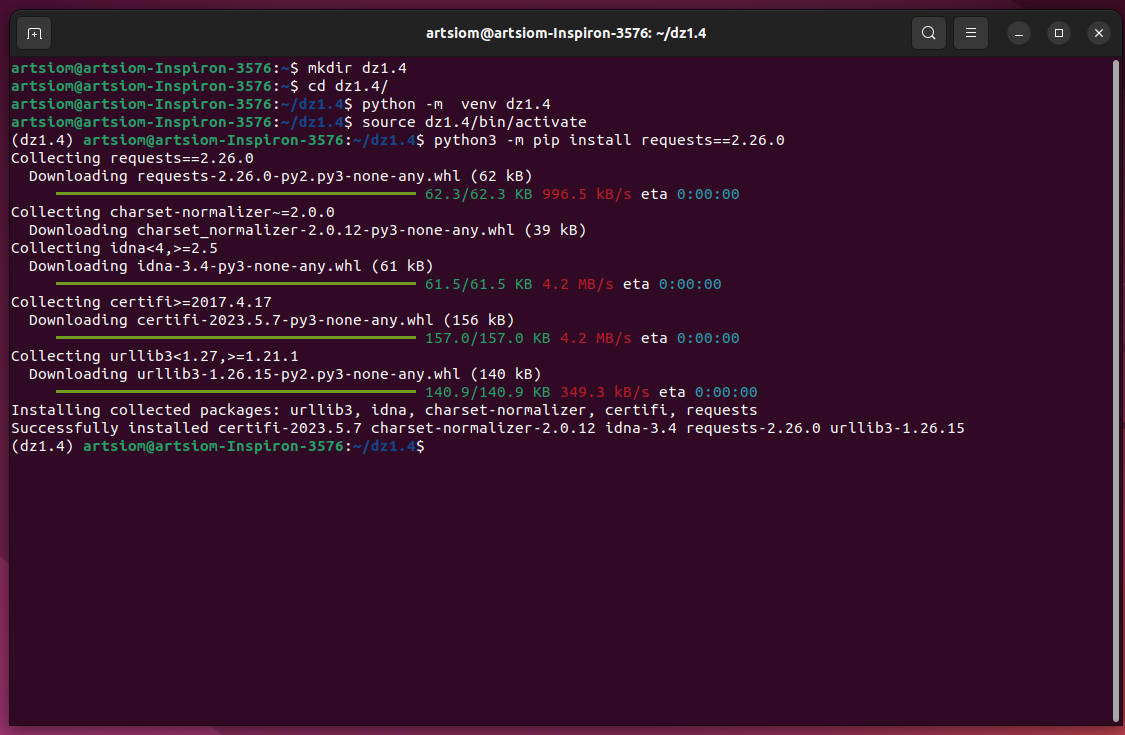 artsiom@artsiom-Inspiron-3576: ~/dz1.4
artsiom@artsiom-Inspiron-3576:~$ mkdir dz1.4
artsiom@artsiom-Inspiron-3576:~$ cd dz1.4/
artsiom@artsiom-Inspiron-3576:~/dz1.4$ python -m  venv dz1.4
artsiom@artsiom-Inspiron-3576:~/dz1.4$ source dz1.4/bin/activate
(dz1.4) artsiom@artsiom-Inspiron-3576:~/dz1.4$ python3 -m pip install requests==2.26.0
Collecting requests==2.26.0
  Downloading requests-2.26.0-py2.py3-none-any.whl (62 kB)
62.3/62.3 KB 996.5 kB/s eta 0:00:00
Collecting charset-normalizer~=2.0.0
  Downloading charset_normalizer-2.0.12-py3-none-any.whl (39 kB)
Collecting idna<4,>=2.5
  Downloading idna-3.4-py3-none-any.whl (61 kB)
61.5/61.5 KB 4.2 MB/s eta 0:00:00
Collecting certifi>=2017.4.17
  Downloading certifi-2023.5.7-py3-none-any.whl (156 kB)
157.0/157.0 KB 4.2 MB/s eta 0:00:00
Collecting urllib3<1.27,>=1.21.1
  Downloading urllib3-1.26.15-py2.py3-none-any.whl (140 kB)
140.9/140.9 KB 349.3 kB/s eta 0:00:00
Installing collected packages: urllib3, idna, charset-normalizer, certifi, requests
Successfully installed certifi-2023.5.7 charset-normalizer-2.0.12 idna-3.4 requests-2.26.0 urllib3-1.26.15
(dz1.4) artsiom@artsiom-Inspiron-3576:~/dz1.4$